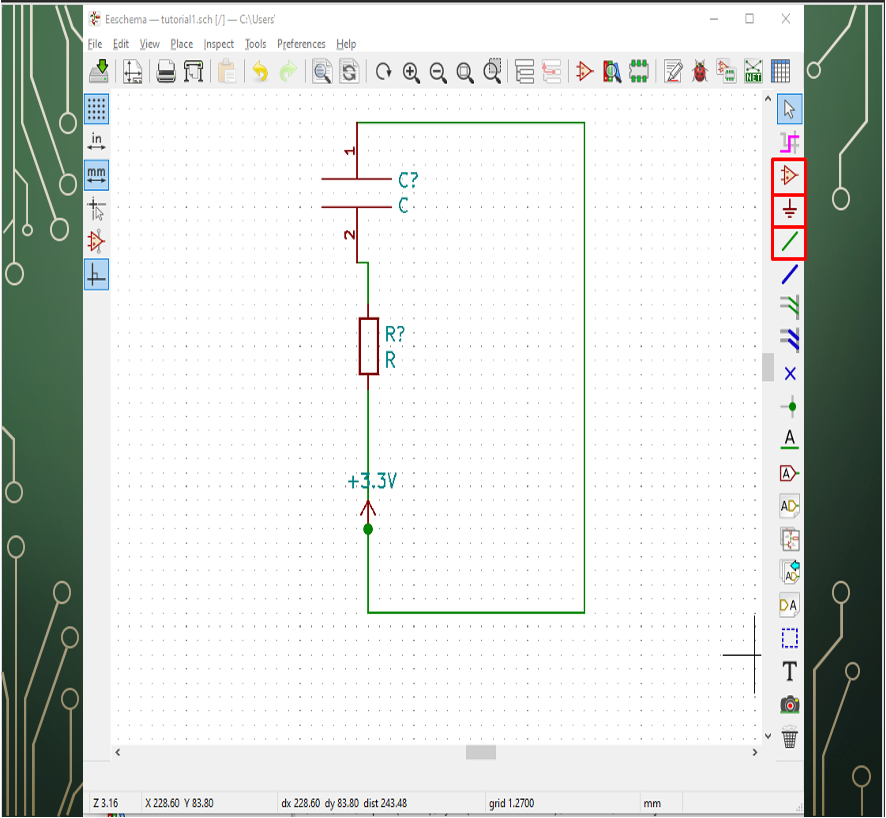 Eeschema — tutorial1.sch [/] — C:\Users'
File Edit View Place Inspect Tools Preferences Help
in
mm
1
C?
C
2
R?
R
+3.3V
NET
A
A
AD
AD
DA
T
Z 3.16 X 228.60 Y 83.80 dx 228.60 dy 83.80 dist 243.48 grid 1.2700 mm